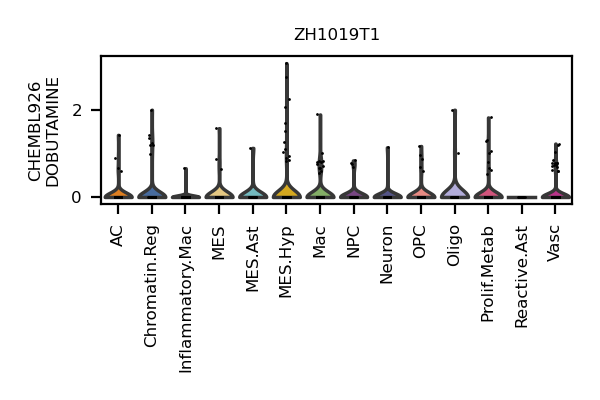 ZH1019T1
CHEMBL926
DOBUTAMINE
2
0
AC
Chromatin.Reg
Inflammatory.Mac
MES
MES.Ast
MES.Hyp
Mac
NPC
Neuron
OPC
Oligo
Prolif.Metab
Reactive.Ast
Vasc